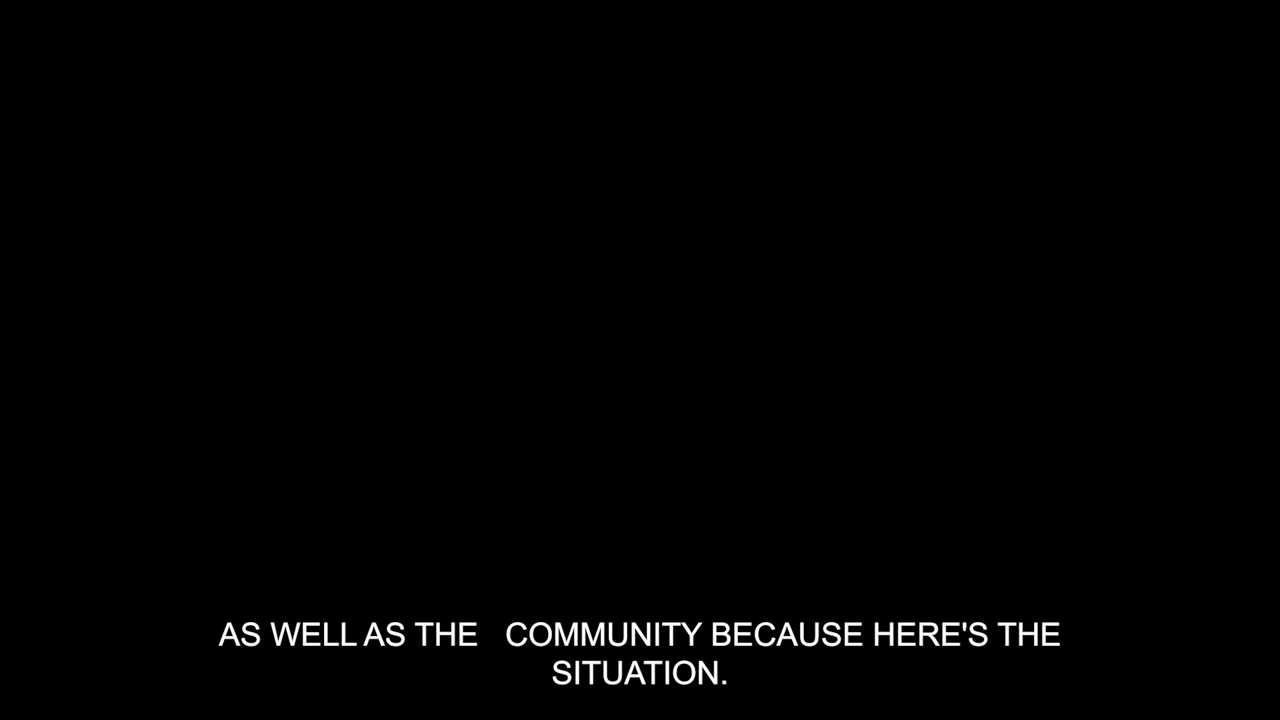 AS WELL AS THE   COMMUNITY BECAUSE HERE'S THE
SITUATION.